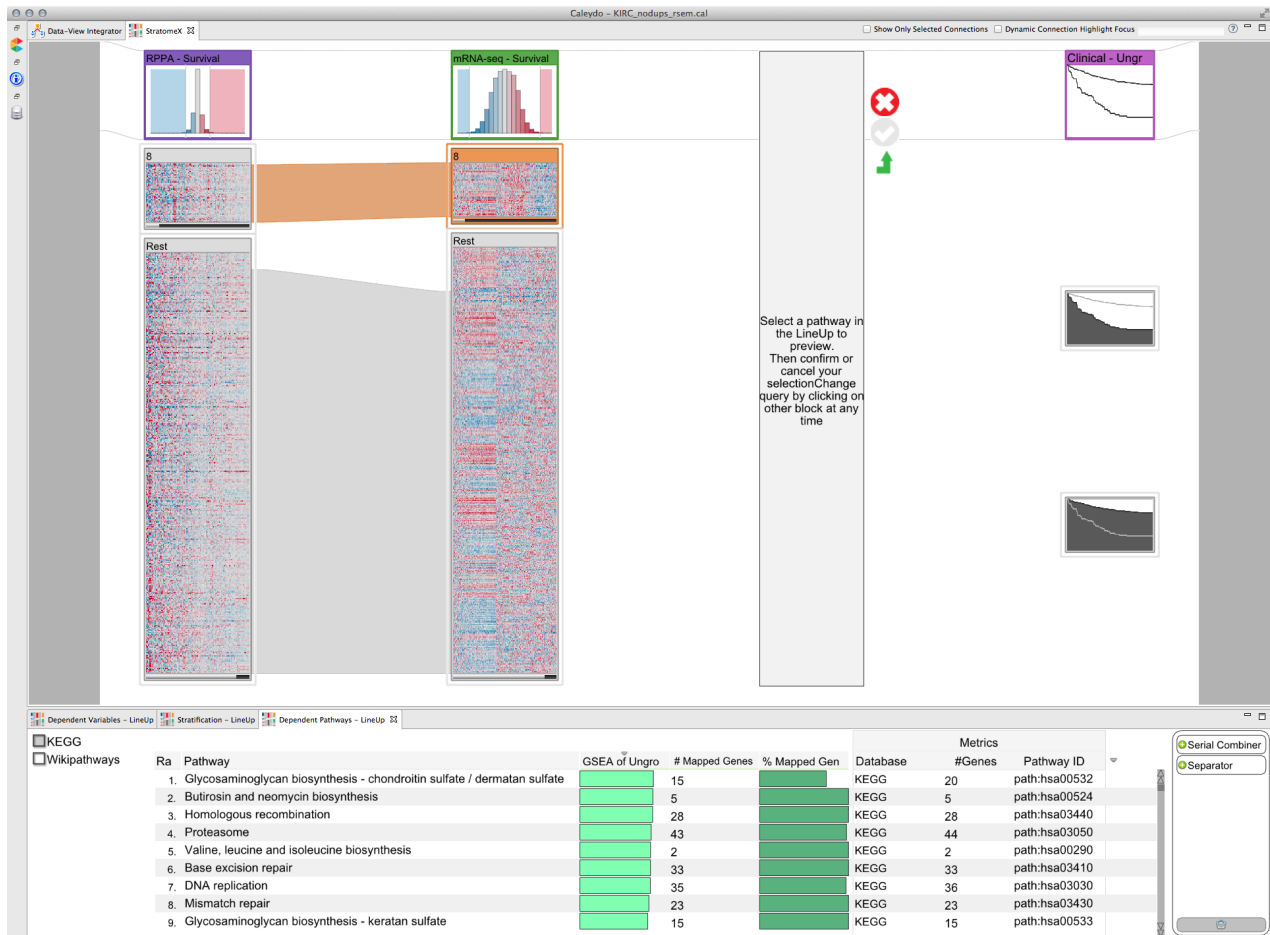 Caleydo – KIRC_nodups_rsem.cal
Data-View Integrator
StratomeX
Show Only Selected Connections
Dynamic Connection Highlight Focus
RPPA - Survival
mRNA-seq - Survival
Clinical - Ungr
8
8
Rest
Rest
Select a pathway in
the LineUp to
preview.
Then confirm or
cancel your
selectionChange
query by clicking on
other block at any
time
Dependent Variables – LineUp
Stratification – LineUp
Dependent Pathways – LineUp
KEGG
Wikipathways
Metrics
Ra Pathway GSEA of Ungro # Mapped Genes % Mapped Gen Database #Genes Pathway ID
1. Glycosaminoglycan biosynthesis - chondroitin sulfate / dermatan sulfate 15 KEGG 20 path:hsa00532
2. Butirosin and neomycin biosynthesis 5 KEGG 5 path:hsa00524
3. Homologous recombination 28 KEGG 28 path:hsa03440
4. Proteasome 43 KEGG 44 path:hsa03050
5. Valine, leucine and isoleucine biosynthesis 2 KEGG 2 path:hsa00290
6. Base excision repair 33 KEGG 33 path:hsa03410
7. DNA replication 35 KEGG 36 path:hsa03030
8. Mismatch repair 23 KEGG 23 path:hsa03430
9. Glycosaminoglycan biosynthesis - keratan sulfate 15 KEGG 15 path:hsa00533
Serial Combiner
Separator